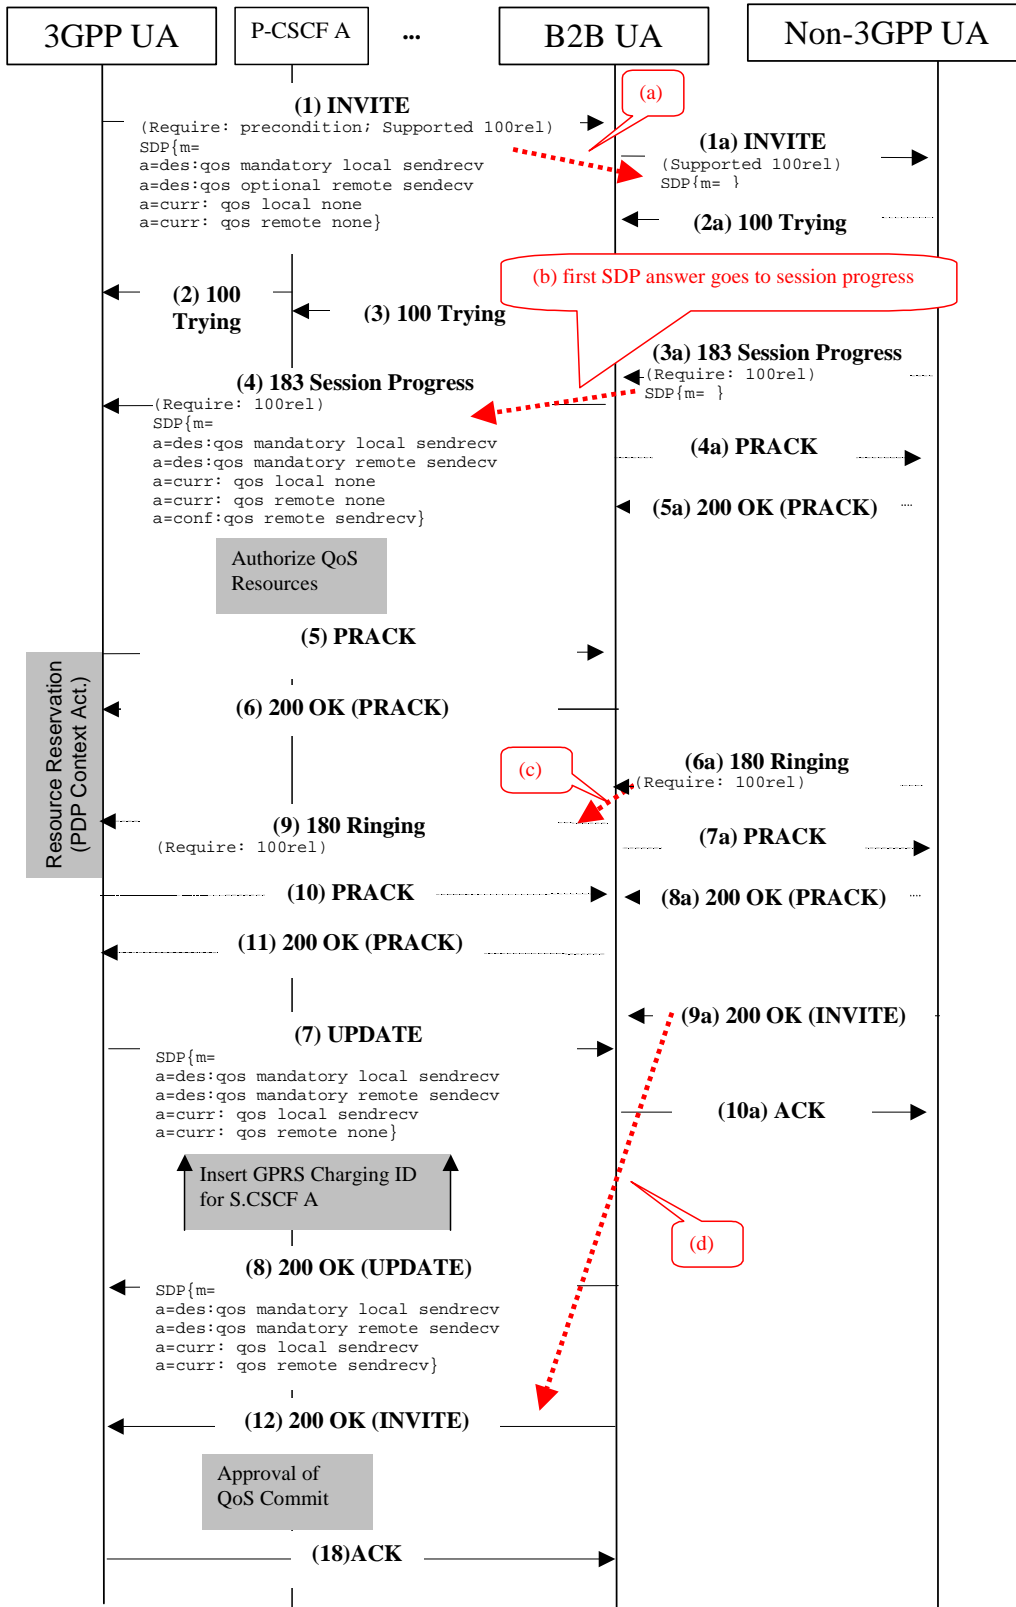 3GPP UA
P-CSCF A
...
B2B UA
Non-3GPP UA
(a)
(1) INVITE
(Require: precondition; Supported 100rel)
SDP{m=
a=des:qos mandatory local sendrecv
a=des:qos optional remote sendecv
a=curr: qos local none
a=curr: qos remote none}
(1a) INVITE
(Supported 100rel)
SDP{m= }
(2a) 100 Trying
(b) first SDP answer goes to session progress
(2) 100
Trying
(3) 100 Trying
(3a) 183 Session Progress
(Require: 100rel)
SDP{m= }
(4) 183 Session Progress
(Require: 100rel)
SDP{m=
a=des:qos mandatory local sendrecv
a=des:qos mandatory remote sendecv
a=curr: qos local none
a=curr: qos remote none
a=conf:qos remote sendrecv}
(4a) PRACK
(5a) 200 OK (PRACK)
Authorize QoS
Resources
(5) PRACK
Resource Reservation
(PDP Context Act.)
(6) 200 OK (PRACK)
(6a) 180 Ringing
(Require: 100rel)
(c)
(9) 180 Ringing
(Require: 100rel)
(7a) PRACK
(10) PRACK
(8a) 200 OK (PRACK)
(11) 200 OK (PRACK)
(9a) 200 OK (INVITE)
(7) UPDATE
SDP{m=
a=des:qos mandatory local sendrecv
a=des:qos mandatory remote sendecv
a=curr: qos local sendrecv
a=curr: qos remote none}
(10a) ACK
Insert GPRS Charging ID
for S.CSCF A
(d)
(8) 200 OK (UPDATE)
SDP{m=
a=des:qos mandatory local sendrecv
a=des:qos mandatory remote sendecv
a=curr: qos local sendrecv
a=curr: qos remote sendrecv}
(12) 200 OK (INVITE)
Approval of
QoS Commit
(18)ACK